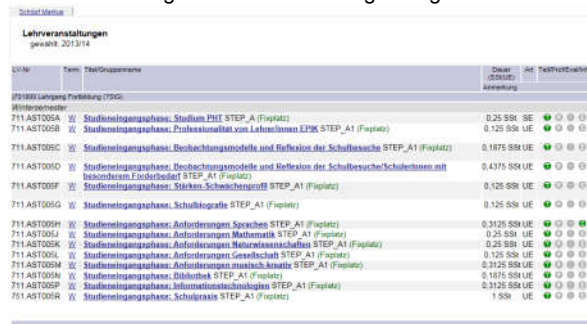 Schlaf Merkur
Lehrveranstaltungen
gewählt: 2013/14
LV-Nr Term Titel/Gruppenname Dauer (SSt/UE) Art
Anmerkung
Lehrgang Fortbildung
Wintersemester
711.AST005A W Studieneingangsphase: Studium PHT STEP_A (Fixplatz) 0,25 SSt SE
711.AST005B W Studieneingangsphase: Professionalität von Lehrer/innen EPIK STEP_A1 (Fixplatz) 0,125 SSt UE
711.AST005C W Studieneingangsphase: Beobachtungsmodelle und Reflexion der Schulbesuche STEP_A1 (Fixplatz) 0,1875 SSt UE
711.AST005D W Studieneingangsphase: Beobachtungsmodelle und Reflexion der Schulbesuche/SchülerInnen mit 0,4375 SSt UE
besonderem Förderbedarf STEP_A1 (Fixplatz)
711.AST005F W Studieneingangsphase: Stärken-Schwächenprofil STEP_A1 (Fixplatz) 0,125 SSt UE
711.AST005G W Studieneingangsphase: Schulbiografie STEP_A1 (Fixplatz) 0,125 SSt UE
711.AST005H W Studieneingangsphase: Anforderungen Sprachen STEP_A1 (Fixplatz) 0,3125 SSt UE
711.AST005J W Studieneingangsphase: Anforderungen Mathematik STEP_A1 (Fixplatz) 0,25 SSt UE
711.AST005K W Studieneingangsphase: Anforderungen Naturwissenschaften STEP_A1 (Fixplatz) 0,25 SSt UE
711.AST005L W Studieneingangsphase: Anforderungen Gesellschaft STEP_A1 (Fixplatz) 0,125 SSt UE
711.AST005M W Studieneingangsphase: Anforderungen musisch-kreativ STEP_A1 (Fixplatz) 0,3125 SSt UE
711.AST005N W Studieneingangsphase: Bibliothek STEP_A1 (Fixplatz) 0,1875 SSt UE
711.AST005P W Studieneingangsphase: Informationstechnologien STEP_A1 (Fixplatz) 0,3125 SSt UE
751.AST005R W Studieneingangsphase: Schulpraxis STEP_A1 (Fixplatz) 1 SSt UE